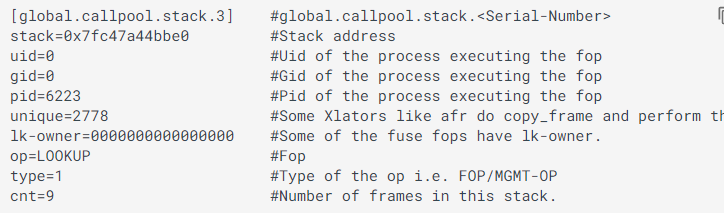 [global.callpool.stack.3]    #global.callpool.stack.<Serial-Number>
stack=0x7fc47a44bbe0         #Stack address
uid=0                        #Uid of the process executing the fop
gid=0                        #Gid of the process executing the fop
pid=6223                     #Pid of the process executing the fop
unique=2778                  #Some Xlators like afr do copy_frame and perform
lk-owner=0000000000000000    #Some of the fuse fops have lk-owner.
op=LOOKUP                    #Fop
type=1                       #Type of the op i.e. FOP/MGMT-OP
cnt=9                        #Number of frames in this stack.